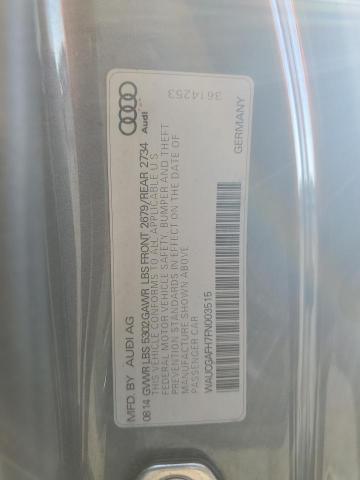 MFD. BY AUDI AG
08 14 GVWR LBS 5302 GAWR LBS FRONT 2679/REAR 2734
THIS VEHICLE CONFORMS TO ALL APPLICABLE U.S.
FEDERAL MOTOR VEHICLE SAFETY, BUMPER AND THEFT
PREVENTION STANDARDS IN EFFECT ON THE DATE
OF MANUFACTURE SHOWN ABOVE
PASSENGER CAR
WAUCGAFH7FN003515
Audi
3614253
GERMANY